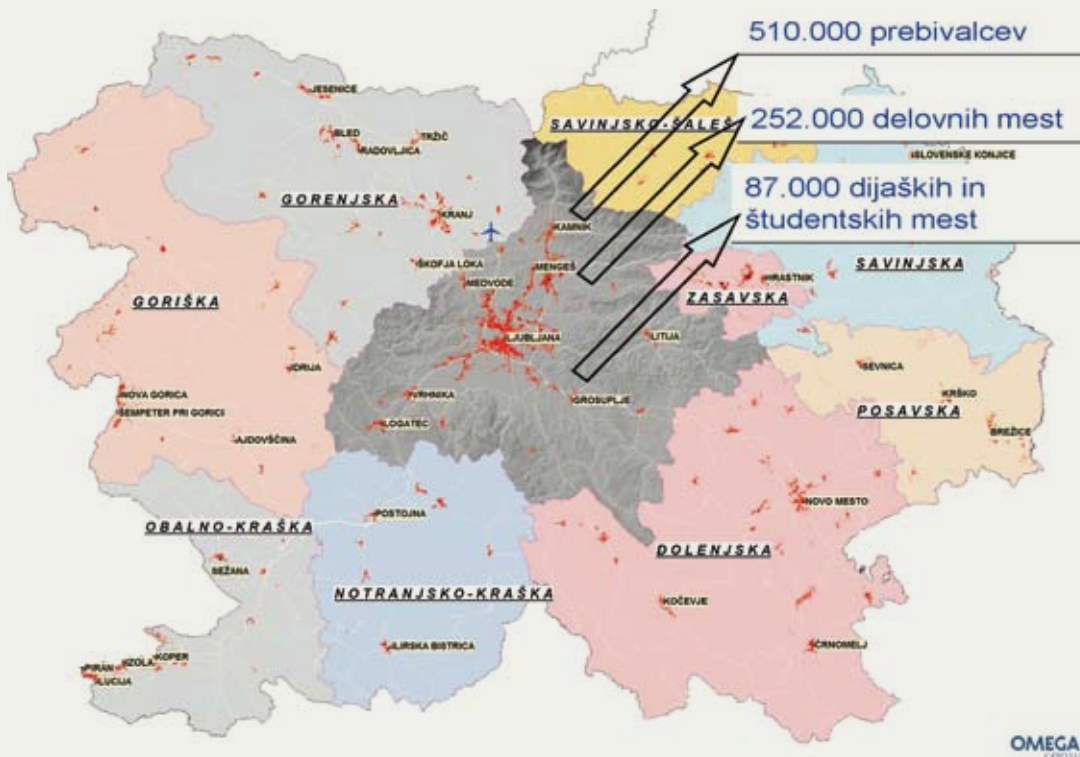 510.000 prebivalcev
252.000 delovnih mest
87.000 dijaških in
študentskih mest
JESENICE
BLED
RADOVLJICA
TRŽIČ
SAVINJSKO-ŠALEŠ
SLOVENSKE KONJICE
GORENJSKA
KRANJ
KAMNIK
ŠKOFJA LOKA
MENGEŠ
MEDVODE
SAVINJSKA
GORIŠKA
HRASTNIK
ZASAVSKA
LJUBLJANA
LITIJA
IDRIJA
SEVNICA
NOVA GORICA
VRHNIKA
GROSUPLJE
KRŠKO
ŠEMPETER PRI GORICI
POSAVSKA
LOGATEC
BREŽICE
AJDOVŠČINA
NOVO MESTO
POSTOJNA
OBALNO-KRAŠKA
DOLENJSKA
SEŽANA
NOTRANJSKO-KRAŠKA
KOČEVJE
ILIRSKA BISTRICA
ČRNOMELJ
KOPER
IZOLA
PIRAN
LUCIJA
OMEGA